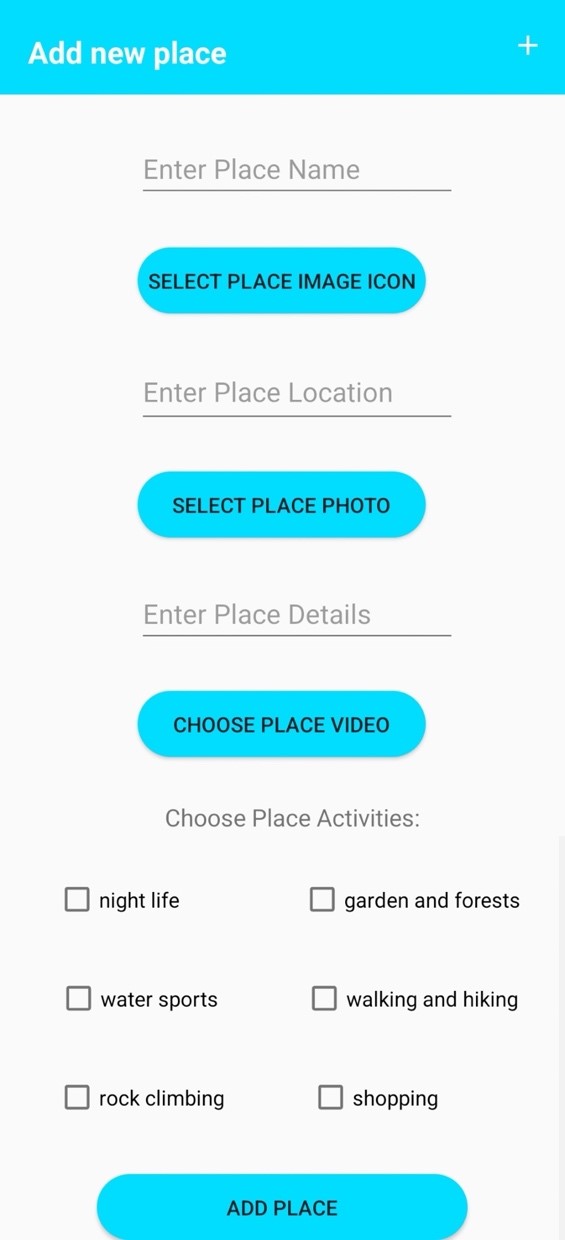 Add new place
+
Enter Place Name
SELECT PLACE IMAGE ICON
Enter Place Location
SELECT PLACE PHOTO
Enter Place Details
CHOOSE PLACE VIDEO
Choose Place Activities:
night life
garden and forests
water sports
walking and hiking
rock climbing
shopping
ADD PLACE